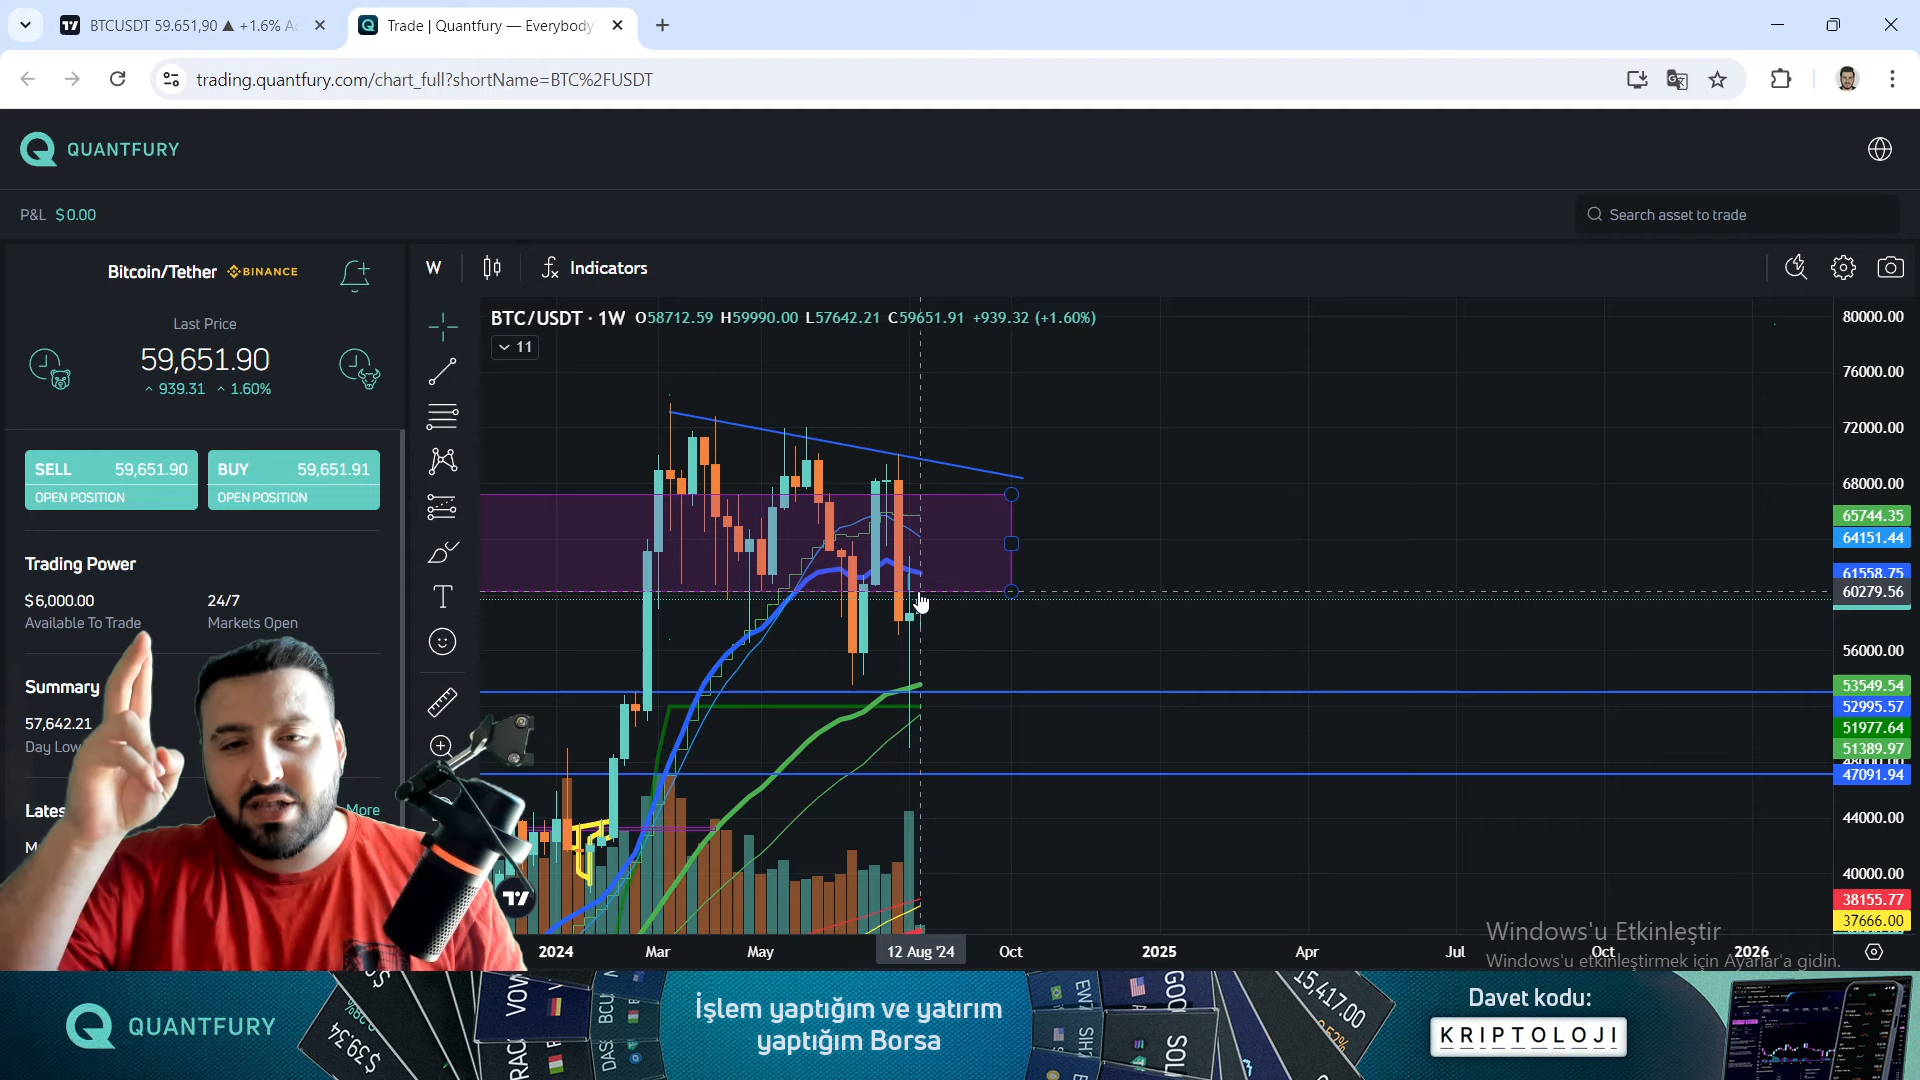 BTCUSDT 59.651,90 ▲ +1.6%
Trade | Quantfury — Everybody
trading.quantfury.com/chart_full?shortName=BTC%2FUSDT
QUANTFURY
P&L $0.00
Search asset to trade
Bitcoin/Tether BINANCE
W
Indicators
Last Price
59,651.90
939.31 1.60%
BTC/USDT · 1W O58712.59 H59990.00 L57642.21 C59651.91 +939.32 (+1.60%)
11
SELL 59,651.90
OPEN POSITION
BUY 59,651.91
OPEN POSITION
Trading Power
$6,000.00
Available To Trade
24/7
Markets Open
Summary
57,642.21
Day Low
More
80000.00
76000.00
72000.00
68000.00
65744.35
64151.44
61558.75
60279.56
56000.00
53549.54
52995.57
51977.64
51389.97
48000.00
47091.94
44000.00
40000.00
38155.77
37666.00
2024
Mar
May
12 Aug '24
Oct
2025
Apr
Jul
Oct
2026
Windows'u Etkinleştir
Windows'u etkinleştirmek için Ayarlar'a gidin.
QUANTFURY
$39.34
İşlem yaptığım ve yatırım
yaptığım Borsa
15,417.00
Davet kodu:
KRIPTOLOJI